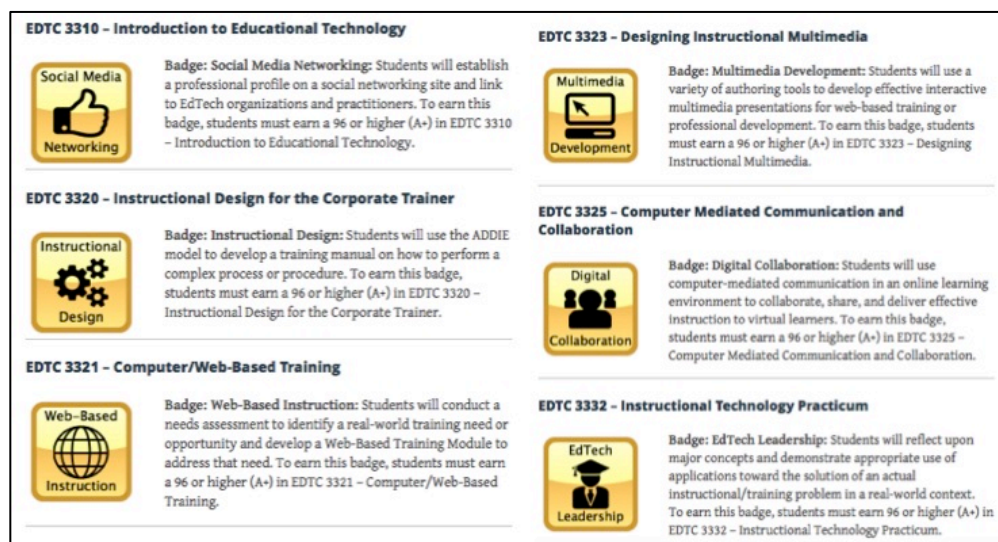 EDTC 3310 – Introduction to Educational Technology
Social Media
Networking
Badge: Social Media Networking: Students will establish
a professional profile on a social networking site and link
to EdTech organizations and practitioners. To earn this
badge, students must earn a 96 or higher (A+) in EDTC 3310
– Introduction to Educational Technology.
EDTC 3320 – Instructional Design for the Corporate Trainer
Instructional
Design
Badge: Instructional Design: Students will use the ADDIE
model to develop a training manual on how to perform a
complex process or procedure. To earn this badge,
students must earn a 96 or higher (A+) in EDTC 3320 –
Instructional Design for the Corporate Trainer.
EDTC 3321 – Computer/Web-Based Training
Web-Based
Instruction
Badge: Web-Based Instruction: Students will conduct a
needs assessment to identify a real-world training need or
opportunity and develop a Web-Based Training Module to
address that need. To earn this badge, students must earn
a 96 or higher (A+) in EDTC 3321 – Computer/Web-Based
Training.
EDTC 3323 – Designing Instructional Multimedia
Multimedia
Development
Badge: Multimedia Development: Students will use a
variety of authoring tools to develop effective interactive
multimedia presentations for web-based training or
professional development. To earn this badge, students
must earn a 96 or higher (A+) in EDTC 3323 – Designing
Instructional Multimedia.
EDTC 3325 – Computer Mediated Communication and
Collaboration
Digital
Collaboration
Badge: Digital Collaboration: Students will use
computer-mediated communication in an online learning
environment to collaborate, share, and deliver effective
instruction to virtual learners. To earn this badge,
students must earn a 96 or higher (A+) in EDTC 3325 –
Computer Mediated Communication and Collaboration.
EDTC 3332 – Instructional Technology Practicum
EdTech
Leadership
Badge: EdTech Leadership: Students will reflect upon
major concepts and demonstrate appropriate use of
applications toward the solution of an actual
instructional/training problem in a real-world context.
To earn this badge, students must earn 96 or higher (A+) in
EDTC 3332 – Instructional Technology Practicum.